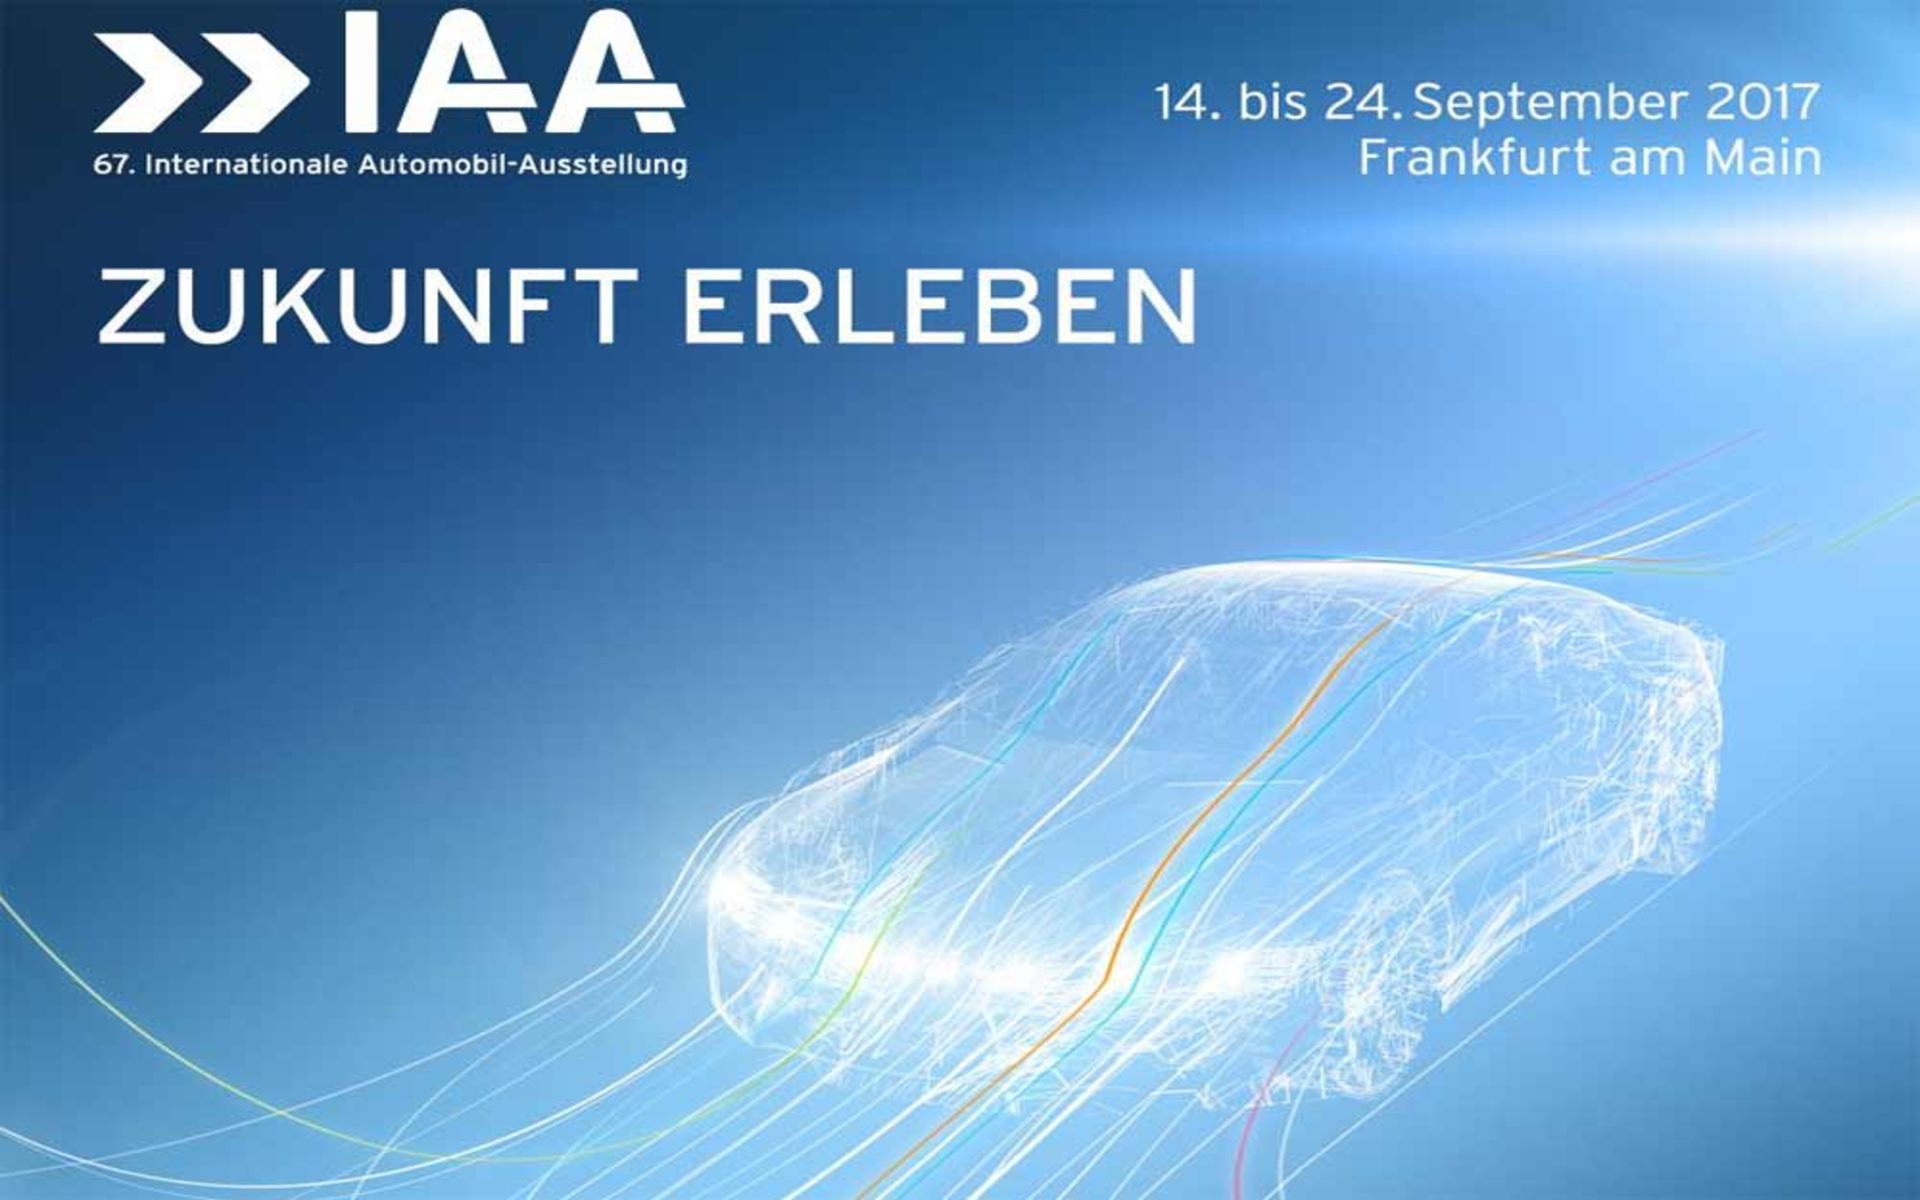 IAA
67. Internationale Automobil-Ausstellung
14. bis 24. September 2017
Frankfurt am Main
ZUKUNFT ERLEBEN